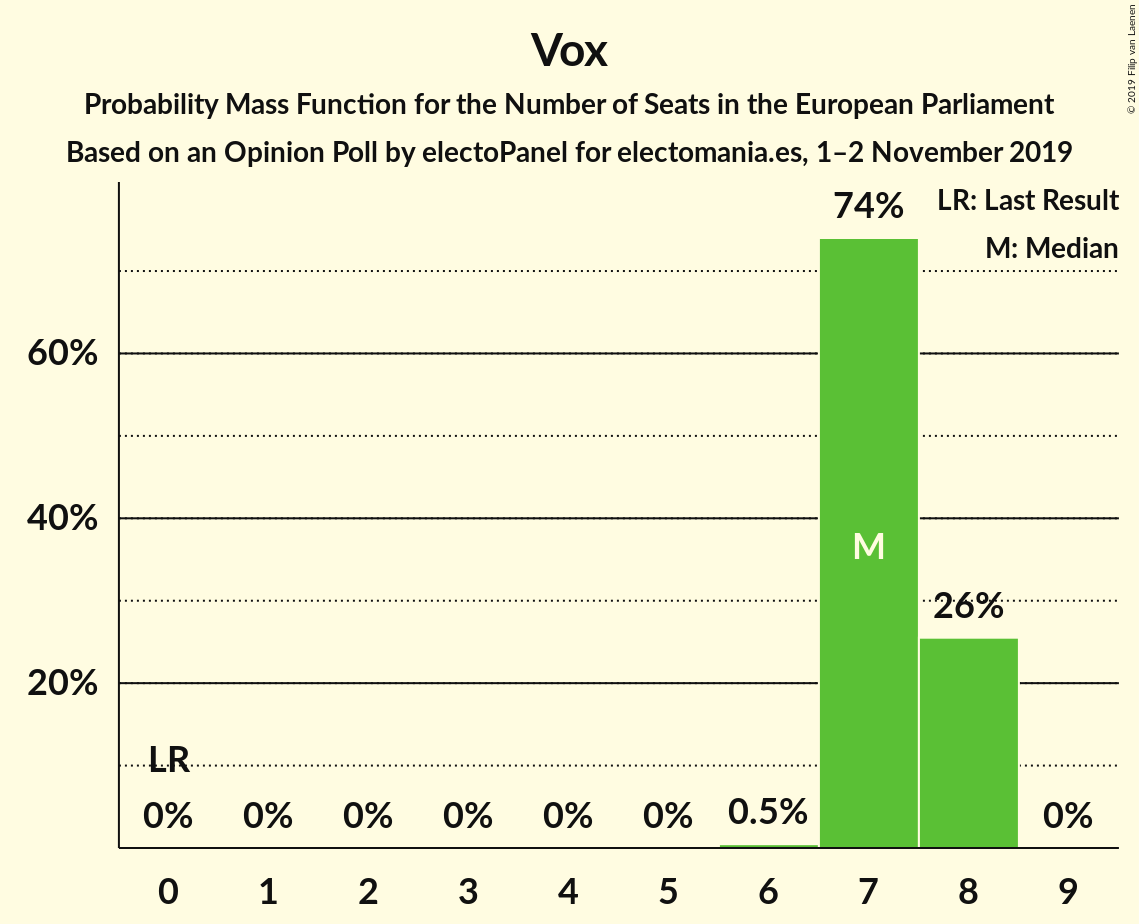 Vox
Probability Mass Function for the Number of Seats in the European Parliament
Based on an Opinion Poll by electoPanel for electomania.es, 1–2 November 2019
© 2019 Filip van Laenen
LR: Last Result
M: Median
74%
60%
40%
M
26%
20%
LR
0% 0% 0% 0% 0% 0% 0.5% 0%
0 1 2 3 4 5 6 7 8 9